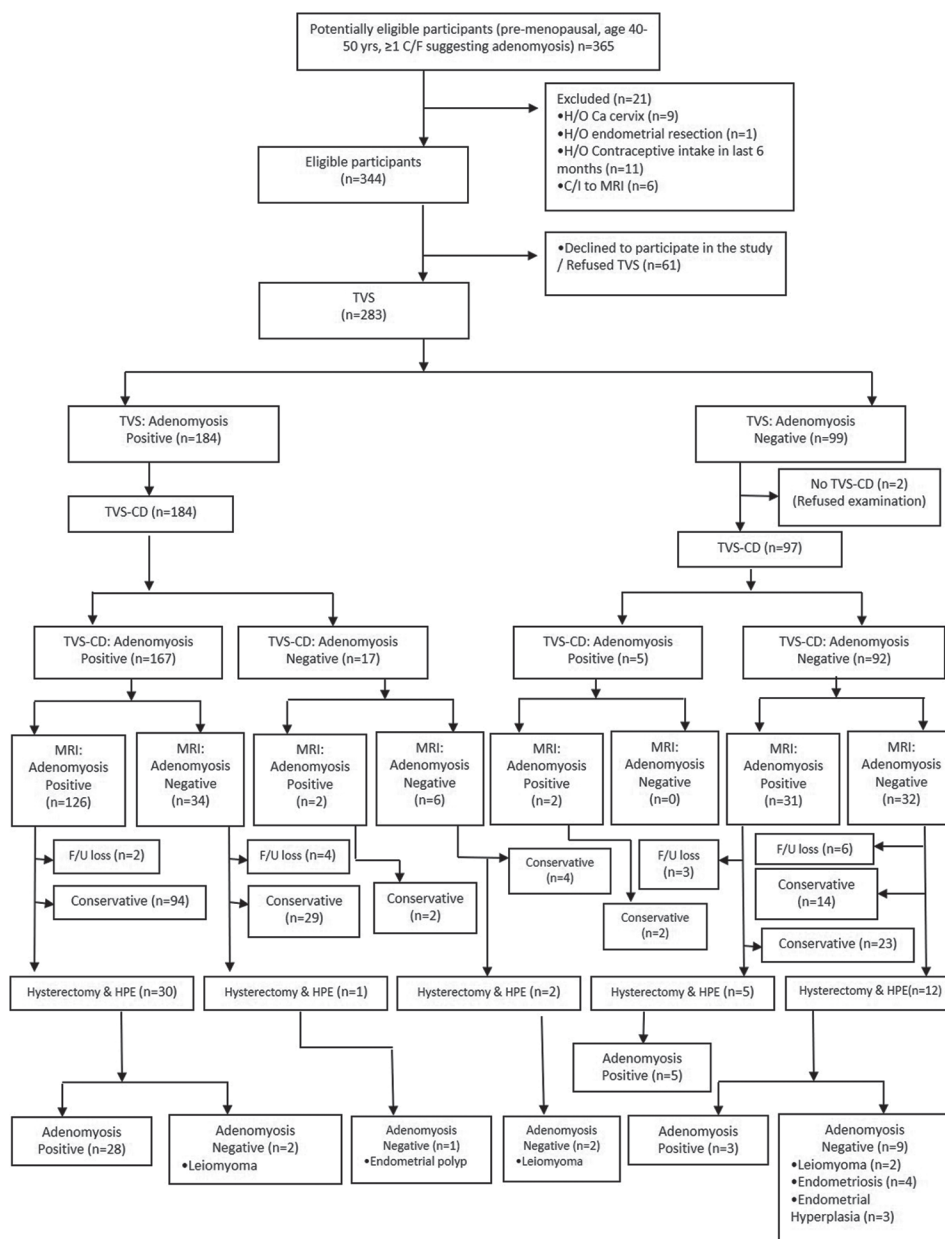 Potentially eligible participants (pre-menopausal, age 40-
50 yrs, ≥1 C/F suggesting adenomyosis) n=365
Excluded (n=21)
•H/O Ca cervix (n=9)
•H/O endometrial resection (n=1)
•H/O Contraceptive intake in last 6
months (n=11)
•C/I to MRI (n=6)
Eligible participants
(n=344)
•Declined to participate in the study
/ Refused TVS (n=61)
TVS
(n=283)
TVS: Adenomyosis
Positive (n=184)
TVS: Adenomyosis
Negative (n=99)
No TVS-CD (n=2)
(Refused examination)
TVS-CD (n=184)
TVS-CD (n=97)
TVS-CD: Adenomyosis
Positive (n=167)
TVS-CD: Adenomyosis
Negative (n=17)
TVS-CD: Adenomyosis
Positive (n=5)
TVS-CD: Adenomyosis
Negative (n=92)
MRI:
Adenomyosis
Positive
(n=126)
MRI:
Adenomyosis
Negative
(n=34)
MRI:
Adenomyosis
Positive
(n=2)
MRI:
Adenomyosis
Negative
(n=6)
MRI:
Adenomyosis
Positive
(n=2)
MRI:
Adenomyosis
Negative
(n=0)
MRI:
Adenomyosis
Positive
(n=31)
MRI:
Adenomyosis
Negative
(n=32)
F/U loss (n=2)
F/U loss (n=4)
Conservative
(n=4)
F/U loss
(n=3)
F/U loss (n=6)
Conservative (n=94)
Conservative
(n=29)
Conservative
(n=2)
Conservative
(n=2)
Conservative
(n=14)
Conservative (n=23)
Hysterectomy & HPE (n=30)
Hysterectomy & HPE (n=1)
Hysterectomy & HPE (n=2)
Hysterectomy & HPE (n=5)
Hysterectomy & HPE(n=12)
Adenomyosis
Positive (n=5)
Adenomyosis
Positive (n=28)
Adenomyosis
Negative (n=2)
•Leiomyoma
Adenomyosis
Negative (n=1)
•Endometrial polyp
Adenomyosis
Negative (n=2)
•Leiomyoma
Adenomyosis
Positive (n=3)
Adenomyosis
Negative (n=9)
•Leiomyoma (n=2)
•Endometriosis (n=4)
•Endometrial
Hyperplasia (n=3)